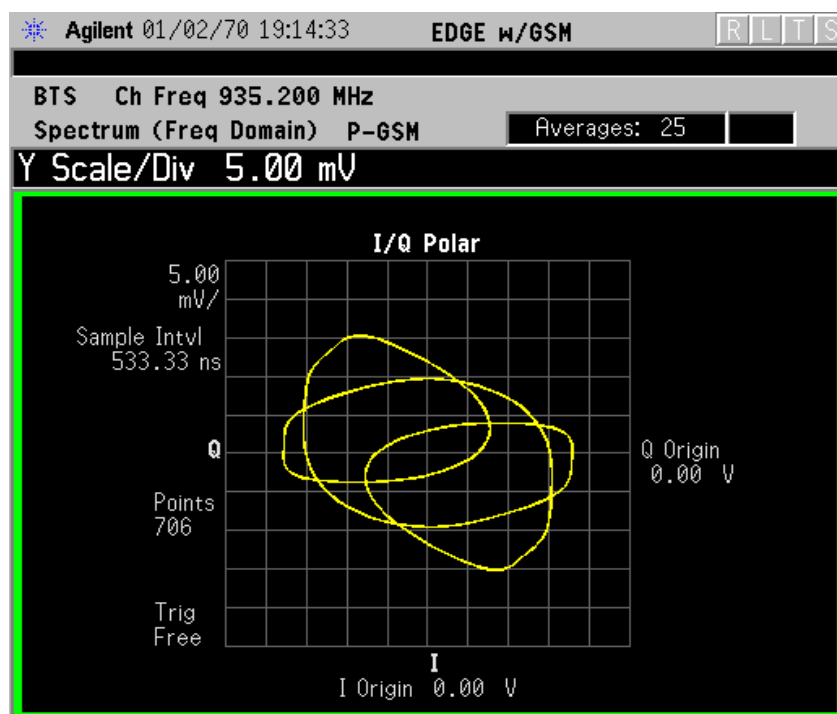 Agilent 01/02/70 19:14:33 EDGE w/GSM R L T S
BTS Ch Freq 935.200 MHz
Spectrum (Freq Domain) P-GSM Averages: 25
Y Scale/Div 5.00 mV
I/Q Polar
5.00
mV/
Sample Intvl
533.33 ns
Q
Q Origin
0.00 V
Points
706
Trig
Free
I
I Origin 0.00 V